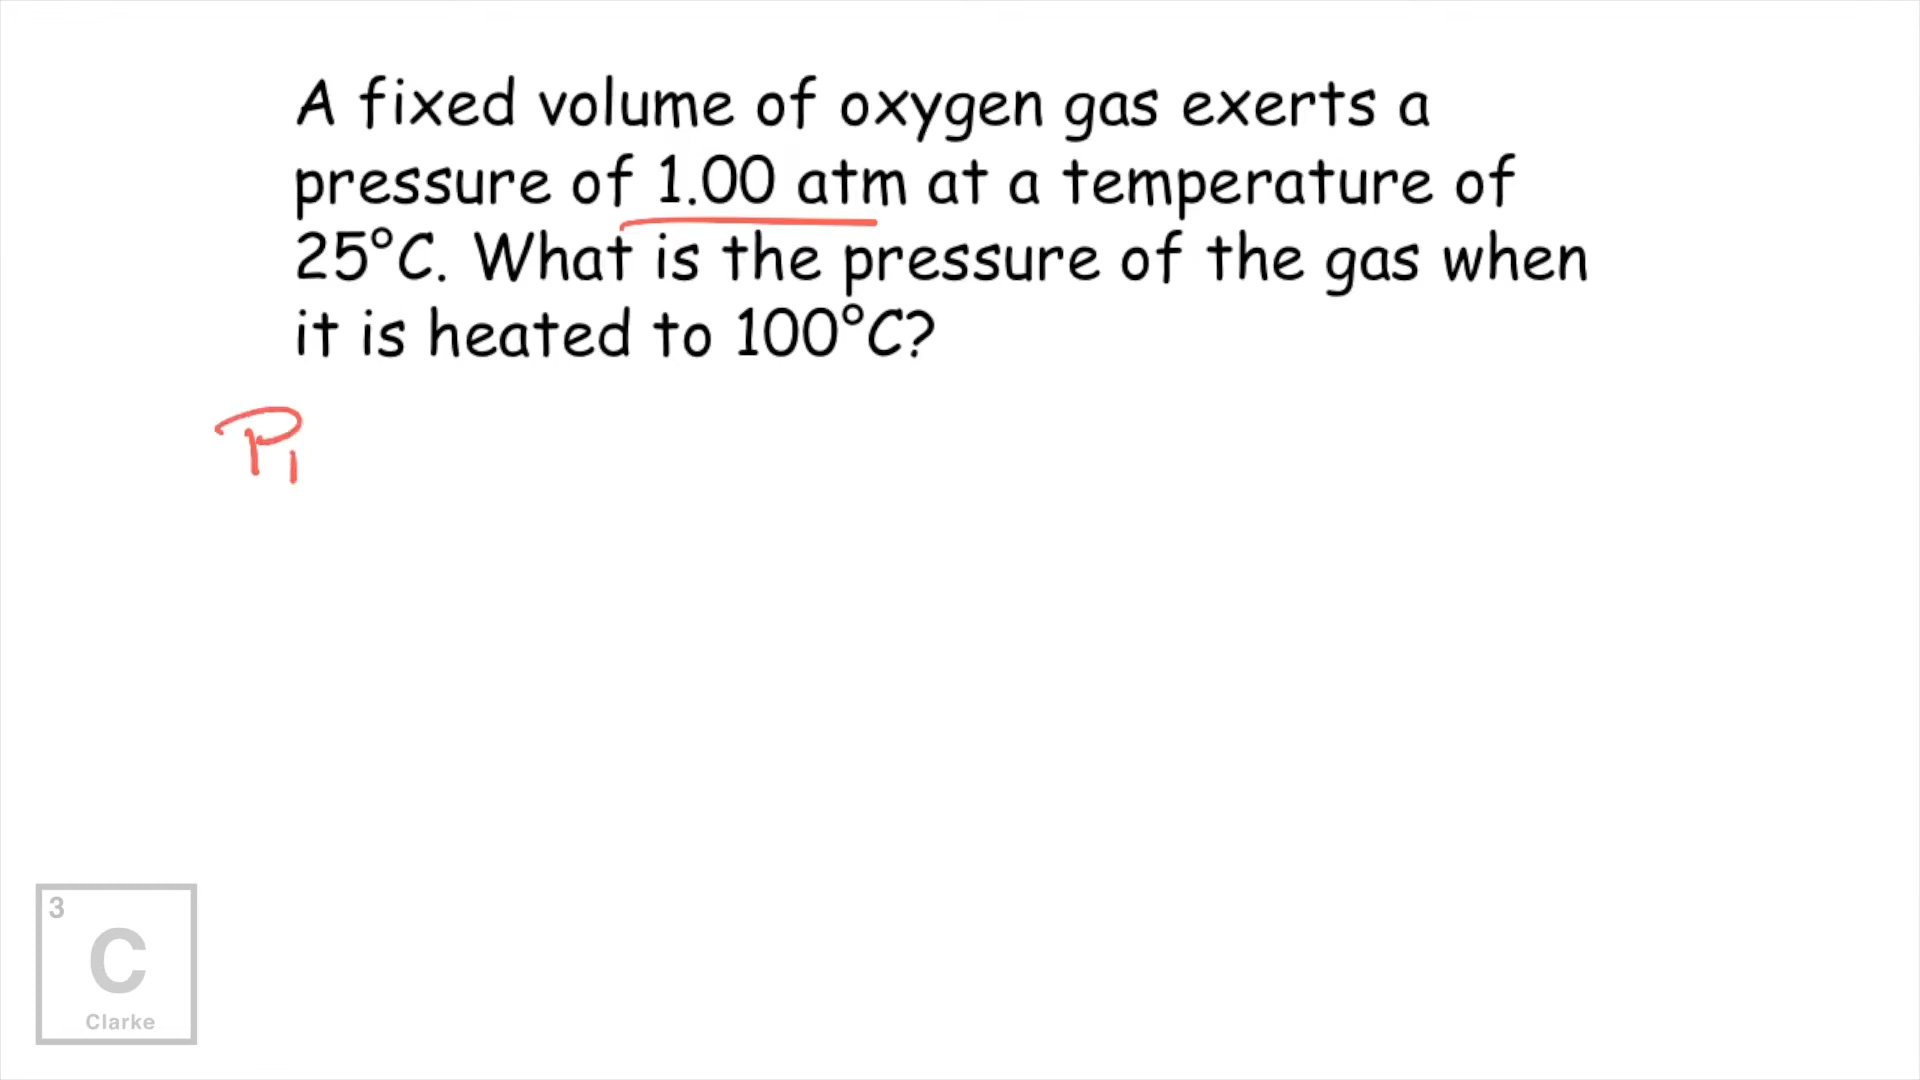 A fixed volume of oxygen gas exerts a
pressure of 1.00 atm at a temperature of
25°C. What is the pressure of the gas when
it is heated to 100°C?
P₁
3
C
Clarke